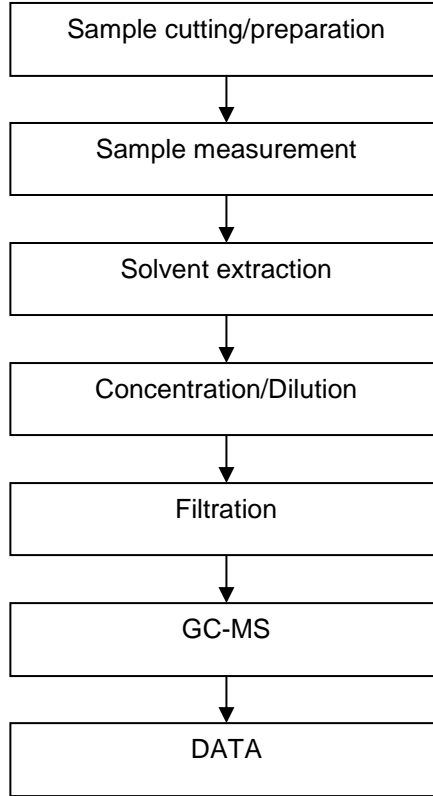 Sample cutting/preparation
Sample measurement
Solvent extraction
Concentration/Dilution
Filtration
GC-MS
DATA